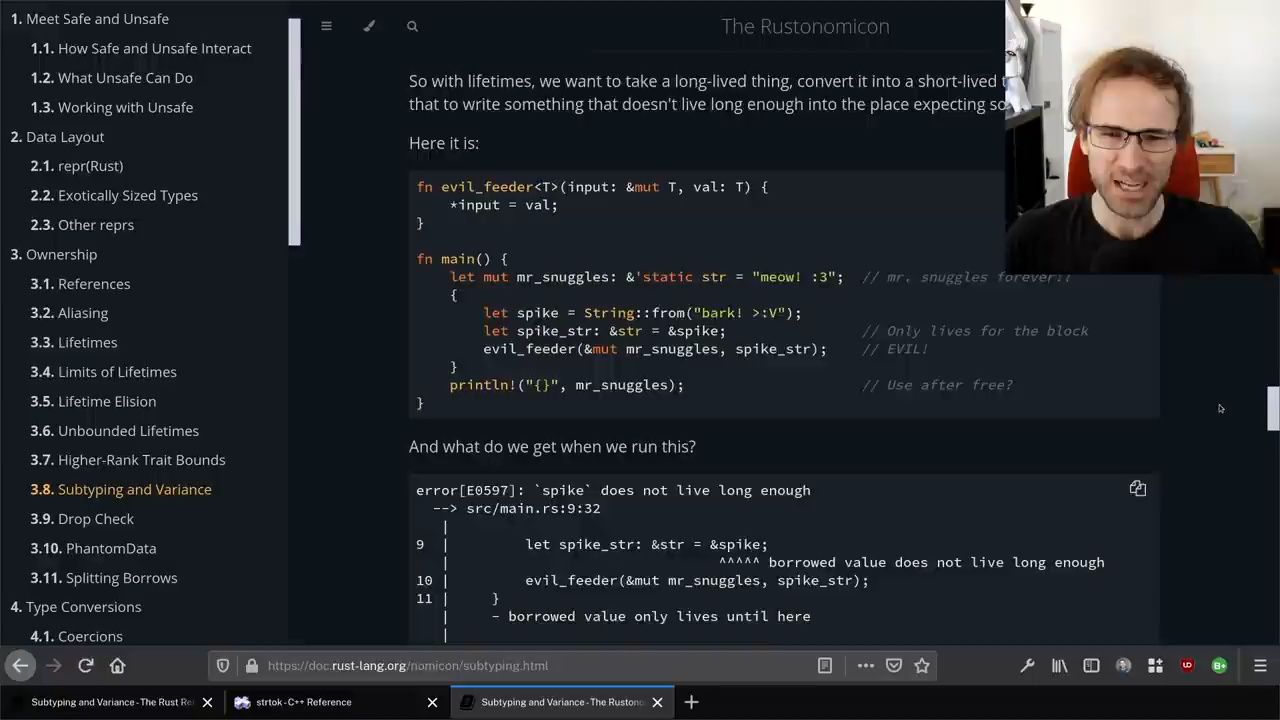 1. Meet Safe and Unsafe
1.1. How Safe and Unsafe Interact
1.2. What Unsafe Can Do
1.3. Working with Unsafe
2. Data Layout
2.1. repr(Rust)
2.2. Exotically Sized Types
2.3. Other reprs
3. Ownership
3.1. References
3.2. Aliasing
3.3. Lifetimes
3.4. Limits of Lifetimes
3.5. Lifetime Elision
3.6. Unbounded Lifetimes
3.7. Higher-Rank Trait Bounds
3.8. Subtyping and Variance
3.9. Drop Check
3.10. PhantomData
3.11. Splitting Borrows
4. Type Conversions
4.1. Coercions
The Rustonomicon
So with lifetimes, we want to take a long-lived thing, convert it into a short-lived
that to write something that doesn't live long enough into the place expecting
Here it is:
fn evil_feeder<T>(input: &mut T, val: T) {
*input = val;
}
fn main() {
let mut mr_snuggles: &'static str = "meow! :3"; // mr. snuggles forever!!
{
let spike = String::from("bark! >:V");
let spike_str: &str = &spike; // Only lives for the block
evil_feeder(&mut mr_snuggles, spike_str); // EVIL!
}
println!("{}", mr_snuggles); // Use after free?
}
And what do we get when we run this?
error[E0597]: `spike` does not live long enough
--> src/main.rs:9:32
|
9 | let spike_str: &str = &spike;
| ^^^^^ borrowed value does not live long enough
10 | evil_feeder(&mut mr_snuggles, spike_str);
11 | }
| - borrowed value only lives until here
|
https://doc.rust-lang.org/nomicon/subtyping.html
Subtyping and Variance - The Rust Re
strtok - C++ Reference
Subtyping and Variance - The Rustono